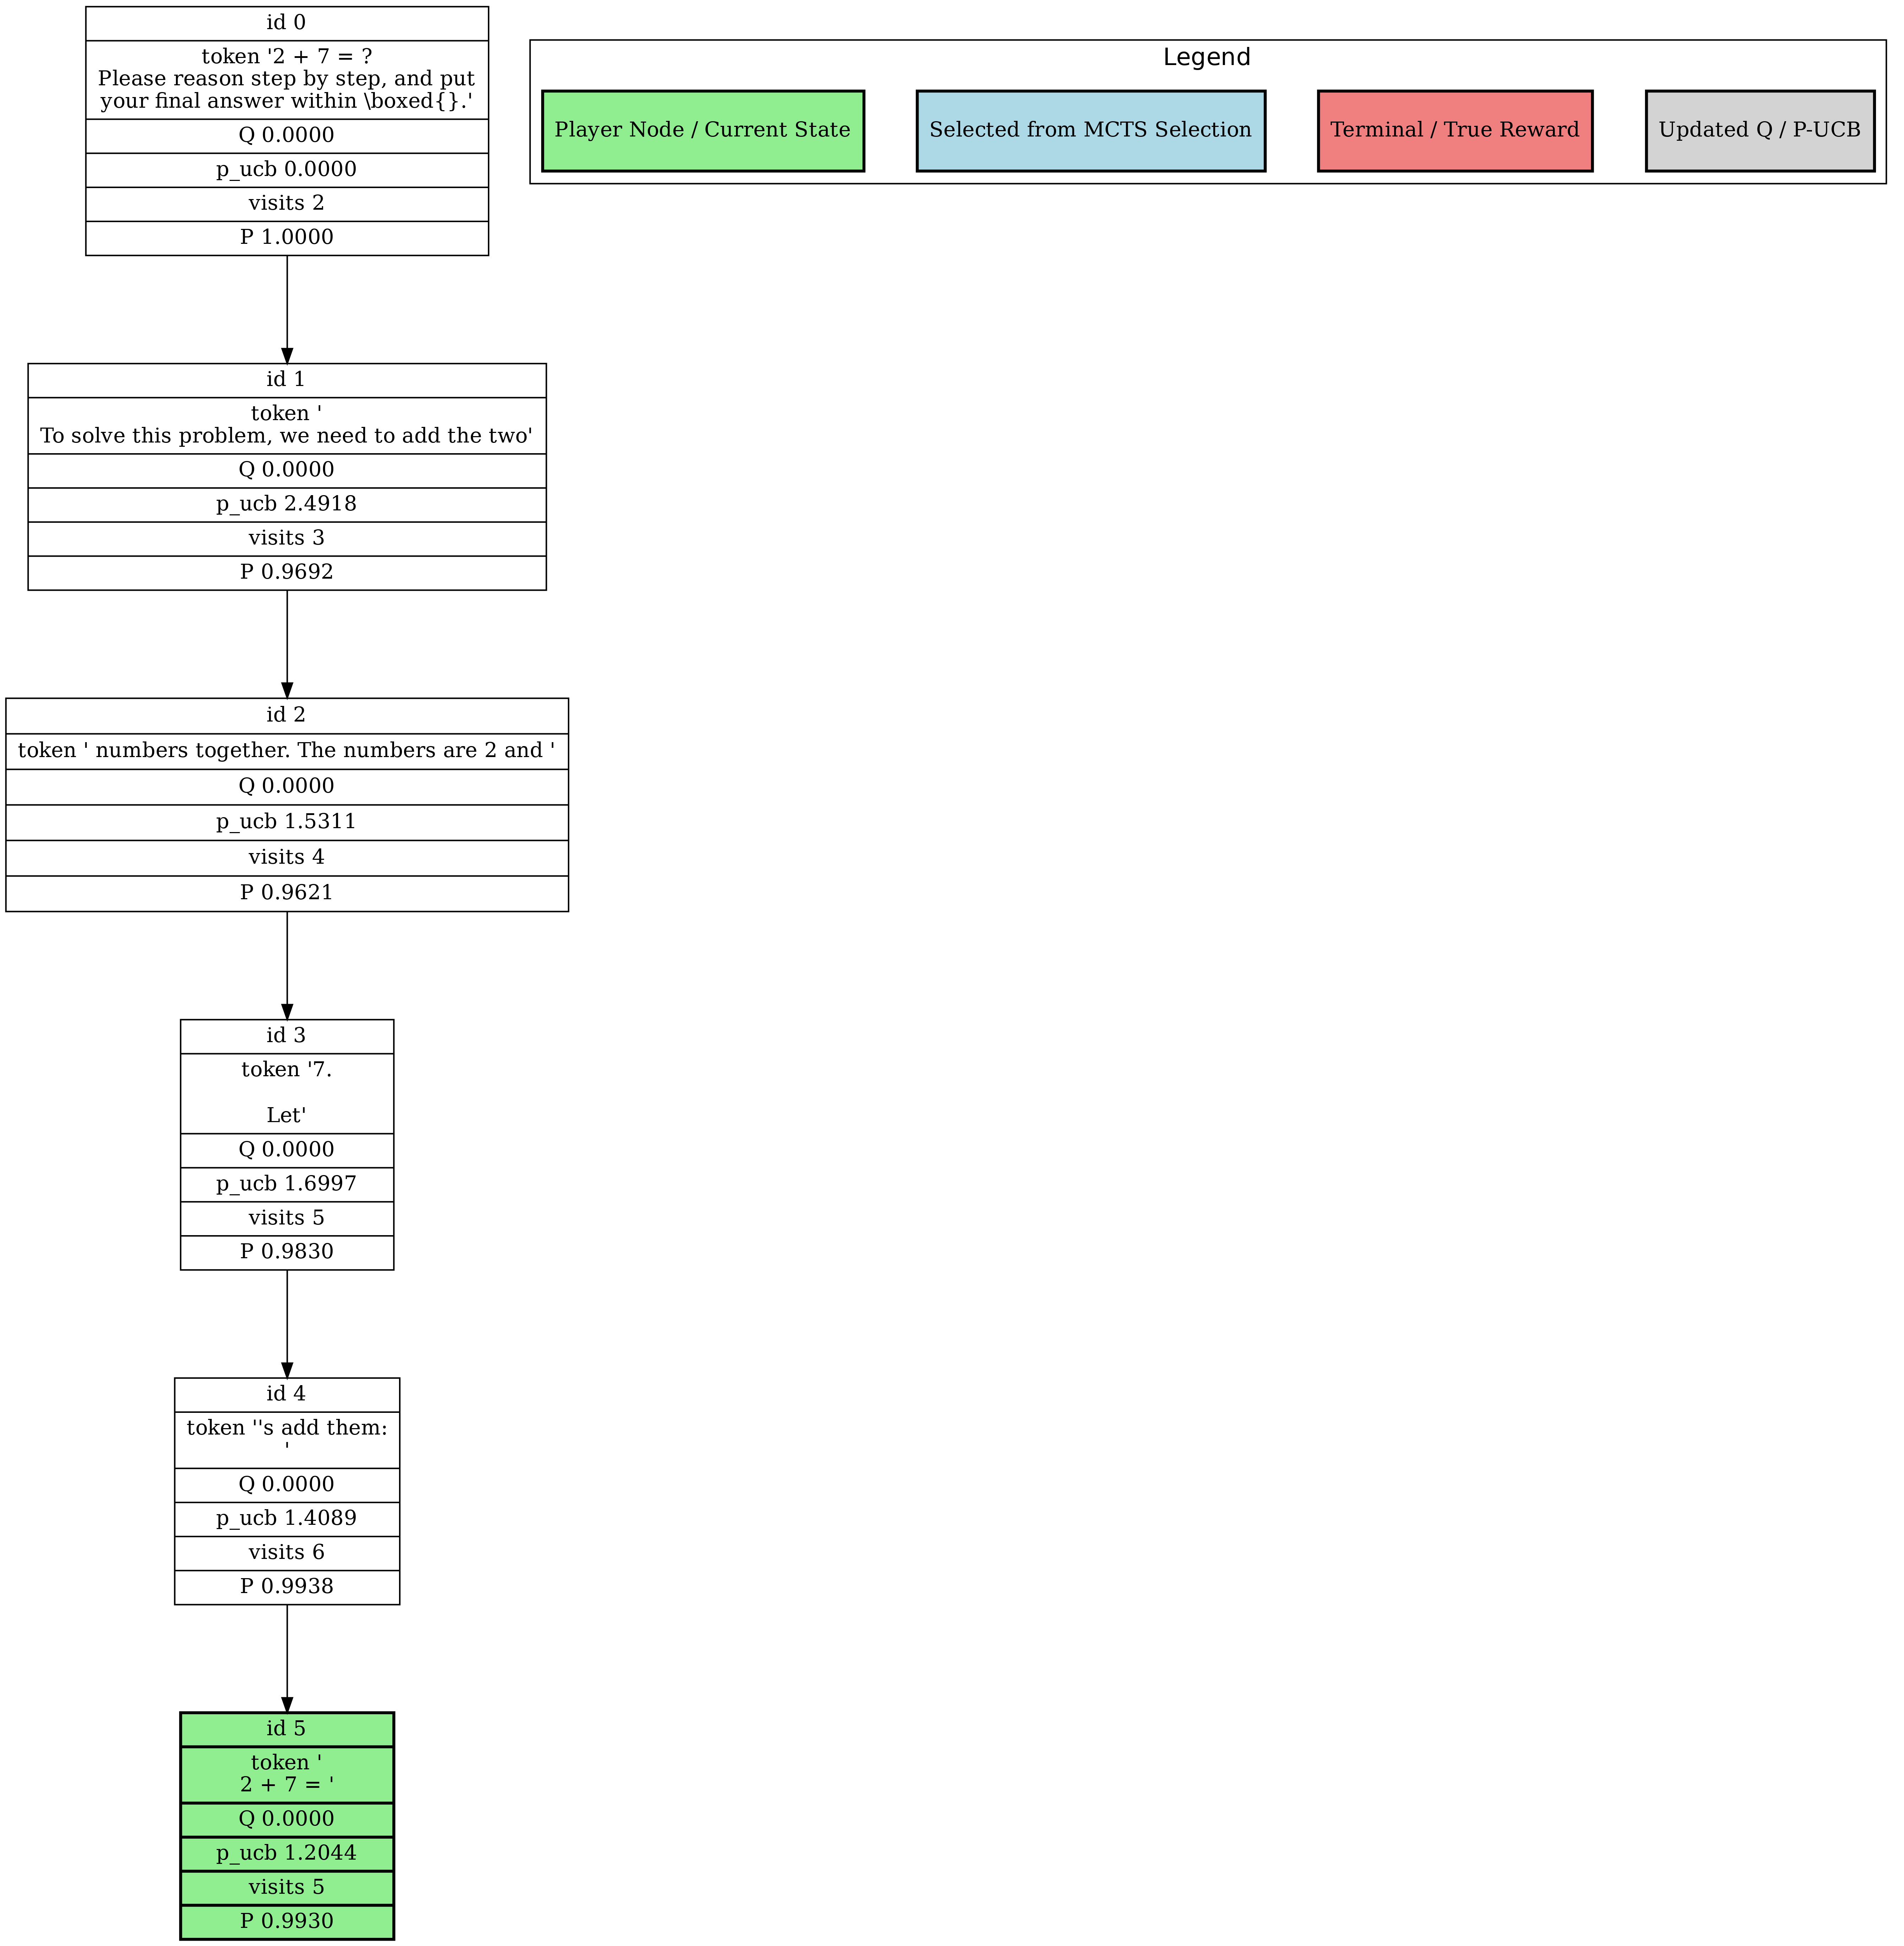 id 0
token '2 + 7 = ?
Please reason step by step, and put
your final answer within \boxed{}.'
Q 0.0000
p_ucb 0.0000
visits 2
P 1.0000
Legend
Player Node / Current State
Selected from MCTS Selection
Terminal / True Reward
Updated Q / P-UCB
id 1
token '
To solve this problem, we need to add the two'
Q 0.0000
p_ucb 2.4918
visits 3
P 0.9692
id 2
token ' numbers together. The numbers are 2 and '
Q 0.0000
p_ucb 1.5311
visits 4
P 0.9621
id 3
token '7.
Let'
Q 0.0000
p_ucb 1.6997
visits 5
P 0.9830
id 4
token ''s add them:
'
Q 0.0000
p_ucb 1.4089
visits 6
P 0.9938
id 5
token '
2 + 7 = '
Q 0.0000
p_ucb 1.2044
visits 5
P 0.9930